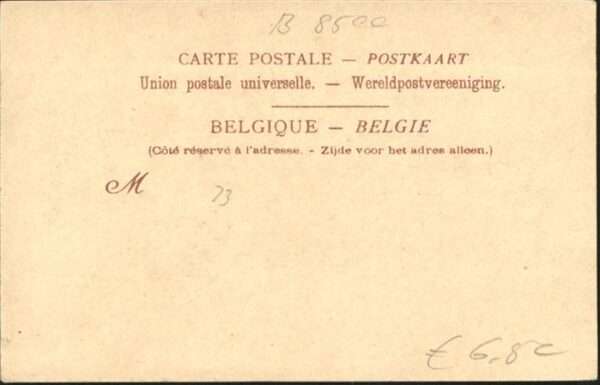 B 85
CARTE POSTALE — POSTKAART
Union postale universelle. — Wereldpostvereeniging.
BELGIQUE — BELGIE
(Côté réservé à l'adresse. - Zijde voor het adres alleen.)
M
73
€ 6,80